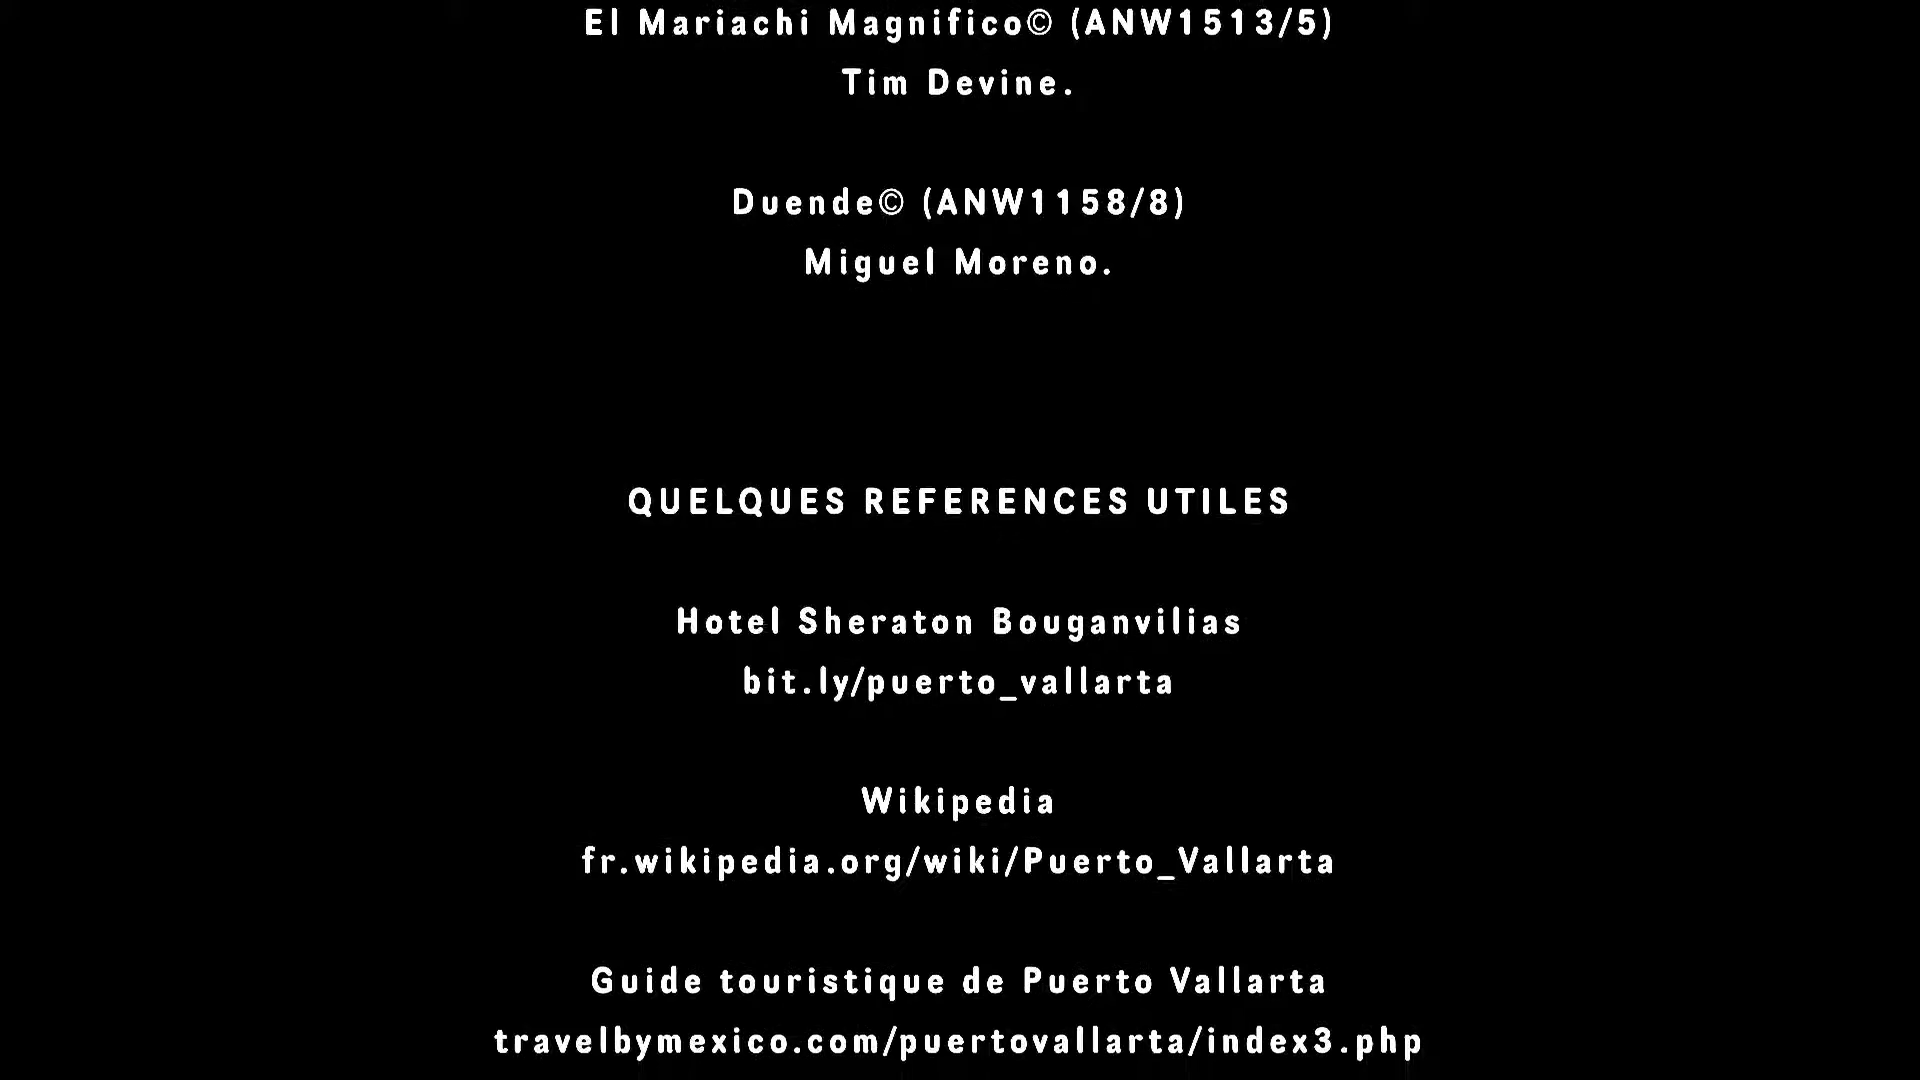 El Mariachi Magnifico© (ANW1513/5)
Tim Devine.
Duende© (ANW1158/8)
Miguel Moreno.
QUELQUES REFERENCES UTILES
Hotel Sheraton Bouganvilias
bit.ly/puerto_vallarta
Wikipedia
fr.wikipedia.org/wiki/Puerto_Vallarta
Guide touristique de Puerto Vallarta
travelbymexico.com/puertovallarta/index3.php